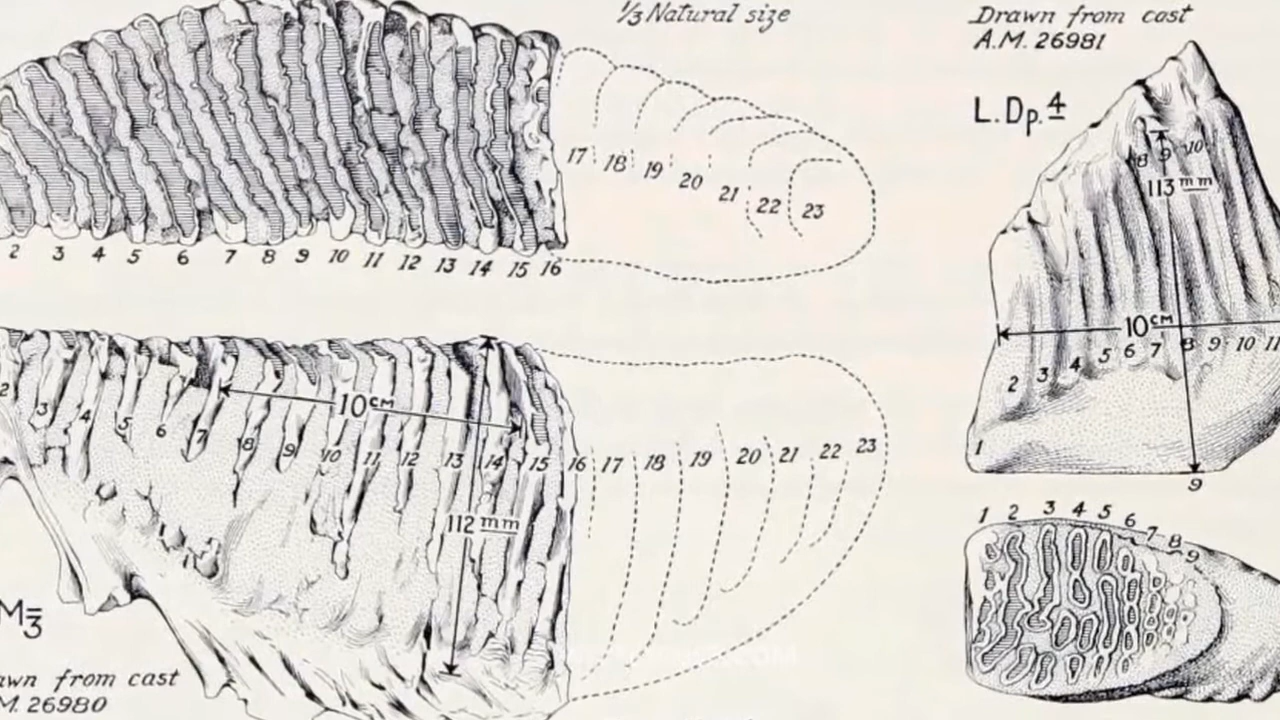 1/3 Natural size
Drawn from cast
A.M. 26981
L. Dp. 4
8 9 10
113 mm
17 18 19 20 21 22 23
2 3 4 5 6 7 8 9 10 11 12 13 14 15 16
10 cm
2 3 4 5 6 7 8 9 10 11
1
9
2 3 4 5 6 7 8 9 10 11 12 13 14 15 16 17 18 19 20 21 22 23
10 cm
112 mm
1 2 3 4 5 6 7 8 9
M3
awn from cast
M. 26980